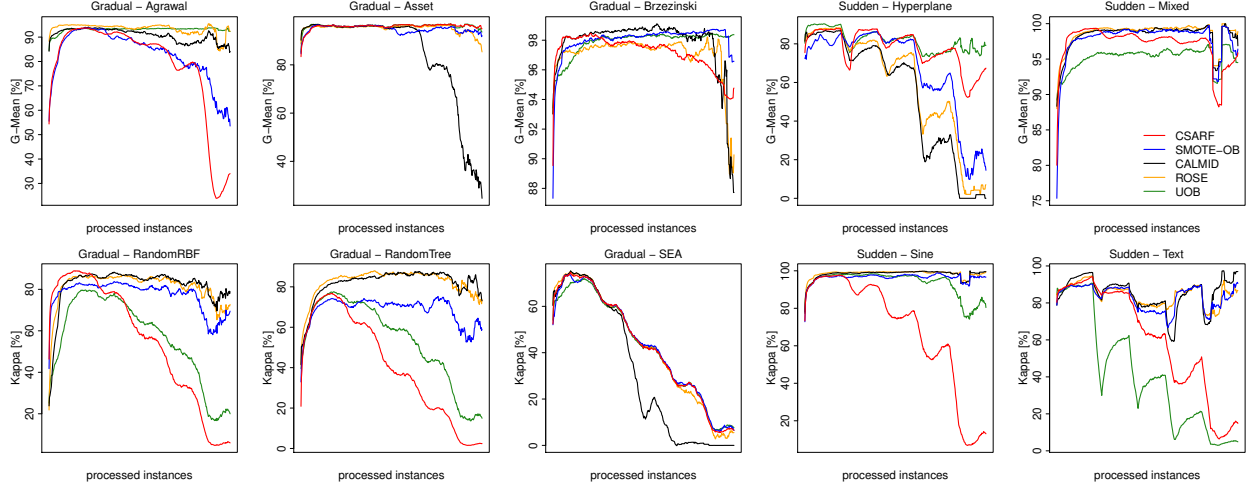 Gradual − Agrawal
G−Mean [%]
30 40 50 60 70 80 90
processed instances
Gradual − Asset
G−Mean [%]
40 60 80
processed instances
Gradual − Brzezinski
G−Mean [%]
88 90 92 94 96 98
processed instances
Sudden − Hyperplane
G−Mean [%]
0 20 40 60 80
processed instances
Sudden − Mixed
G−Mean [%]
75 80 85 90 95 100
CSARF
SMOTE−OB
CALMID
ROSE
UOB
processed instances
Gradual − RandomRBF
Kappa [%]
20 40 60 80
processed instances
Gradual − RandomTree
Kappa [%]
0 20 40 60 80
processed instances
Gradual − SEA
Kappa [%]
0 20 40 60
processed instances
Sudden − Sine
Kappa [%]
20 40 60 80 100
processed instances
Sudden − Text
Kappa [%]
0 20 40 60 80 100
processed instances